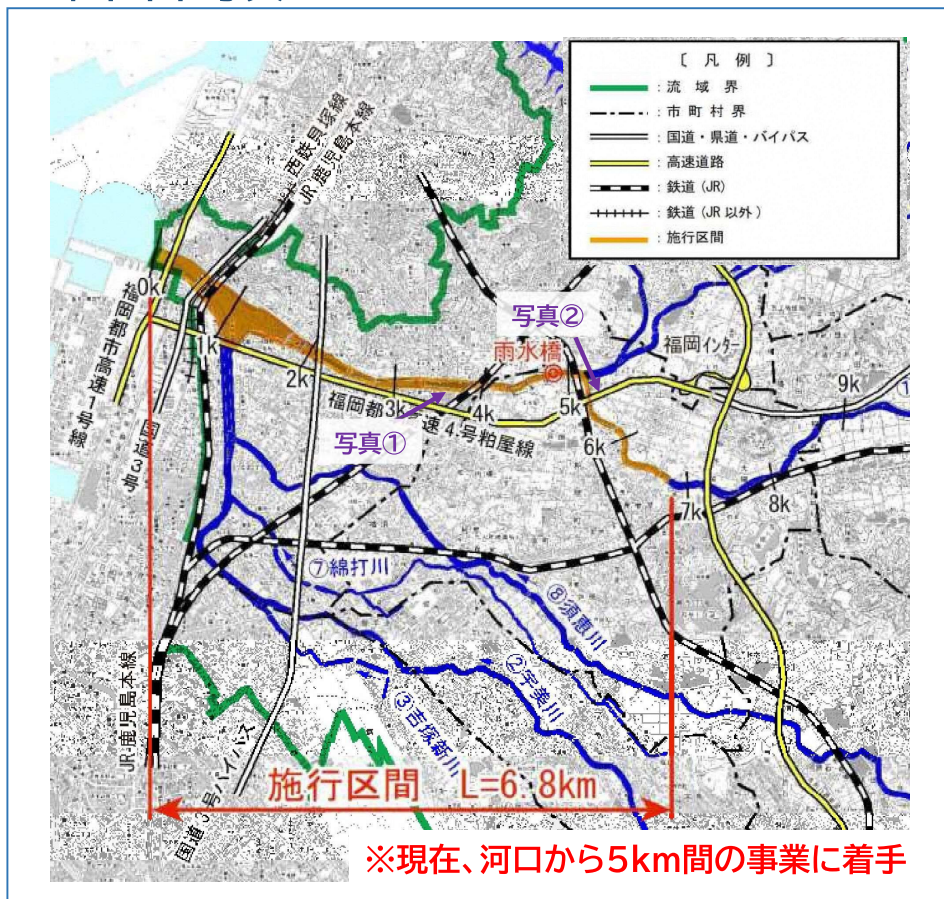 〔 凡 例 〕
: 流 域 界
: 市 町 村 界
: 国道・県道・バイパス
: 高速道路
: 鉄道 (JR)
: 鉄道 (JR 以外)
: 施行区間
西鉄貝塚線
JR鹿児島本線
0k
福岡都市高速1号線
1k
国道3号
2k
3k
福岡都
速4号粕屋線
写真①
4k
写真②
雨水橋
5k
6k
福岡インター
7k
8k
9k
⑦綿打川
⑧須恵川
②宇美川
③吉塚新川
JR鹿児島本線
国道3号バイパス
施行区間 L=6.8km
※現在、河口から5km間の事業に着手